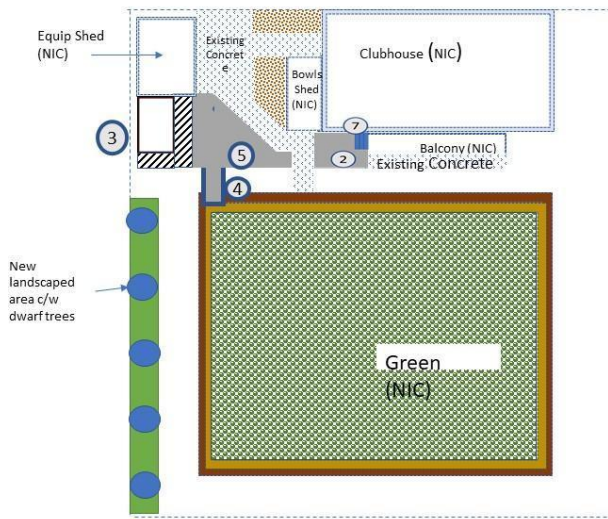 Equip Shed
(NIC)
Existing
Concret
e
Clubhouse (NIC)
Bowls
Shed
(NIC)
7
3
Balcony (NIC)
5
2
Existing Concrete
4
New
landscaped
area c/w
dwarf trees
Green
(NIC)